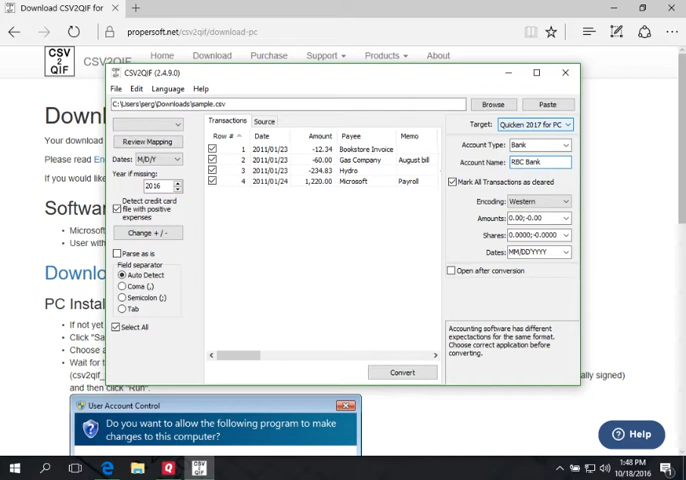 Download CSV2QIF for
propersoft.net/csv2qif/download-pc
CSV
2
QIF
CSV2QIF
Home Download Purchase Support Products About
CSV2QIF (2.4.9.0)
File Edit Language Help
C:\Users\serg\Downloads\sample.csv
Browse
Paste
Review Mapping
Dates: M/D/Y
Year if missing:
2016
Detect credit card
file with positive
expenses
Change + / -
Parse as is
Field separator
Auto Detect
Coma (,)
Semicolon (;)
Tab
Select All
Transactions Source
Row # Date Amount Payee Memo
1 2011/01/23 -12.34 Bookstore Invoice
2 2011/01/23 -60.00 Gas Company August bill
3 2011/01/23 -234.83 Hydro
4 2011/01/24 1,220.00 Microsoft Payroll
Convert
Target: Quicken 2017 for PC
Account Type: Bank
Account Name: RBC Bank
Mark All Transactions as cleared
Encoding: Western
Amounts: 0.00;-0.00
Shares: 0.0000;-0.0000
Dates: MM/DD'YYYY
Open after conversion
Accounting software has different
expectactions for the same format.
Choose correct application before
converting.
Down
Your download
Please read En
If you would like
Softwa
Microso
User with
Downlo
PC Instal
If not yet
Click "Sa
Choose
Wait for t
(csv2qif_ ally signed)
and then click "Run".
User Account Control
Do you want to allow the following program to make
changes to this computer?
Help
1:48 PM
10/18/2016